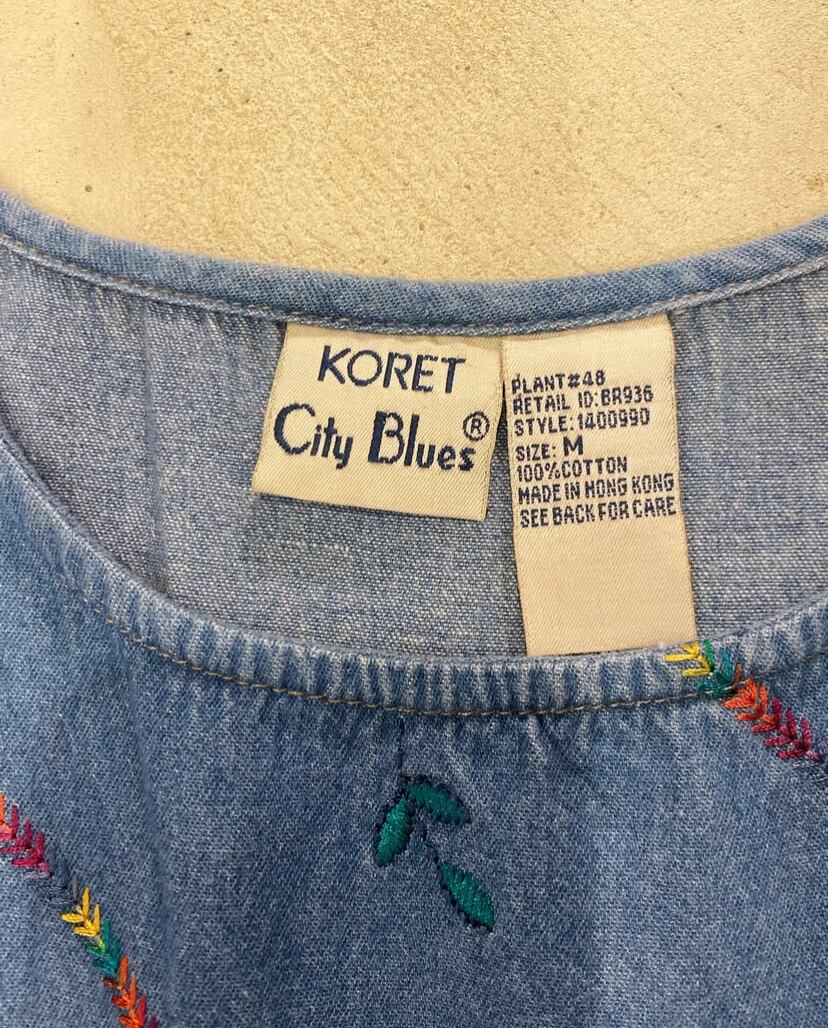 KORET
City Blues®
PLANT#48
RETAIL ID:BR936
STYLE:1400990
SIZE: M
100%COTTON
MADE IN HONG KONG
SEE BACK FOR CARE